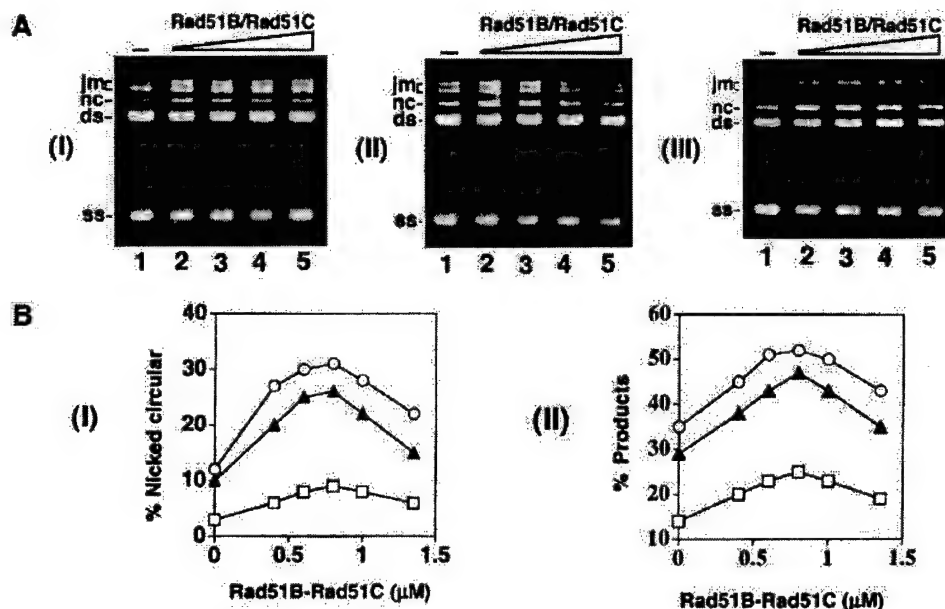 A
Rad51B/Rad51C
Rad51B/Rad51C
Rad51B/Rad51C
(I)
jm
nc
ds
ss
1 2 3 4 5
(II)
jm
nc
ds
ss
1 2 3 4 5
(III)
jm
nc
ds
ss
1 2 3 4 5
B
(I)
% Nicked circular
40
30
20
10
0
0 0.5 1 1.5
Rad51B-Rad51C (μM)
(II)
% Products
60
50
40
30
20
10
0 0.5 1 1.5
Rad51B-Rad51C (μM)